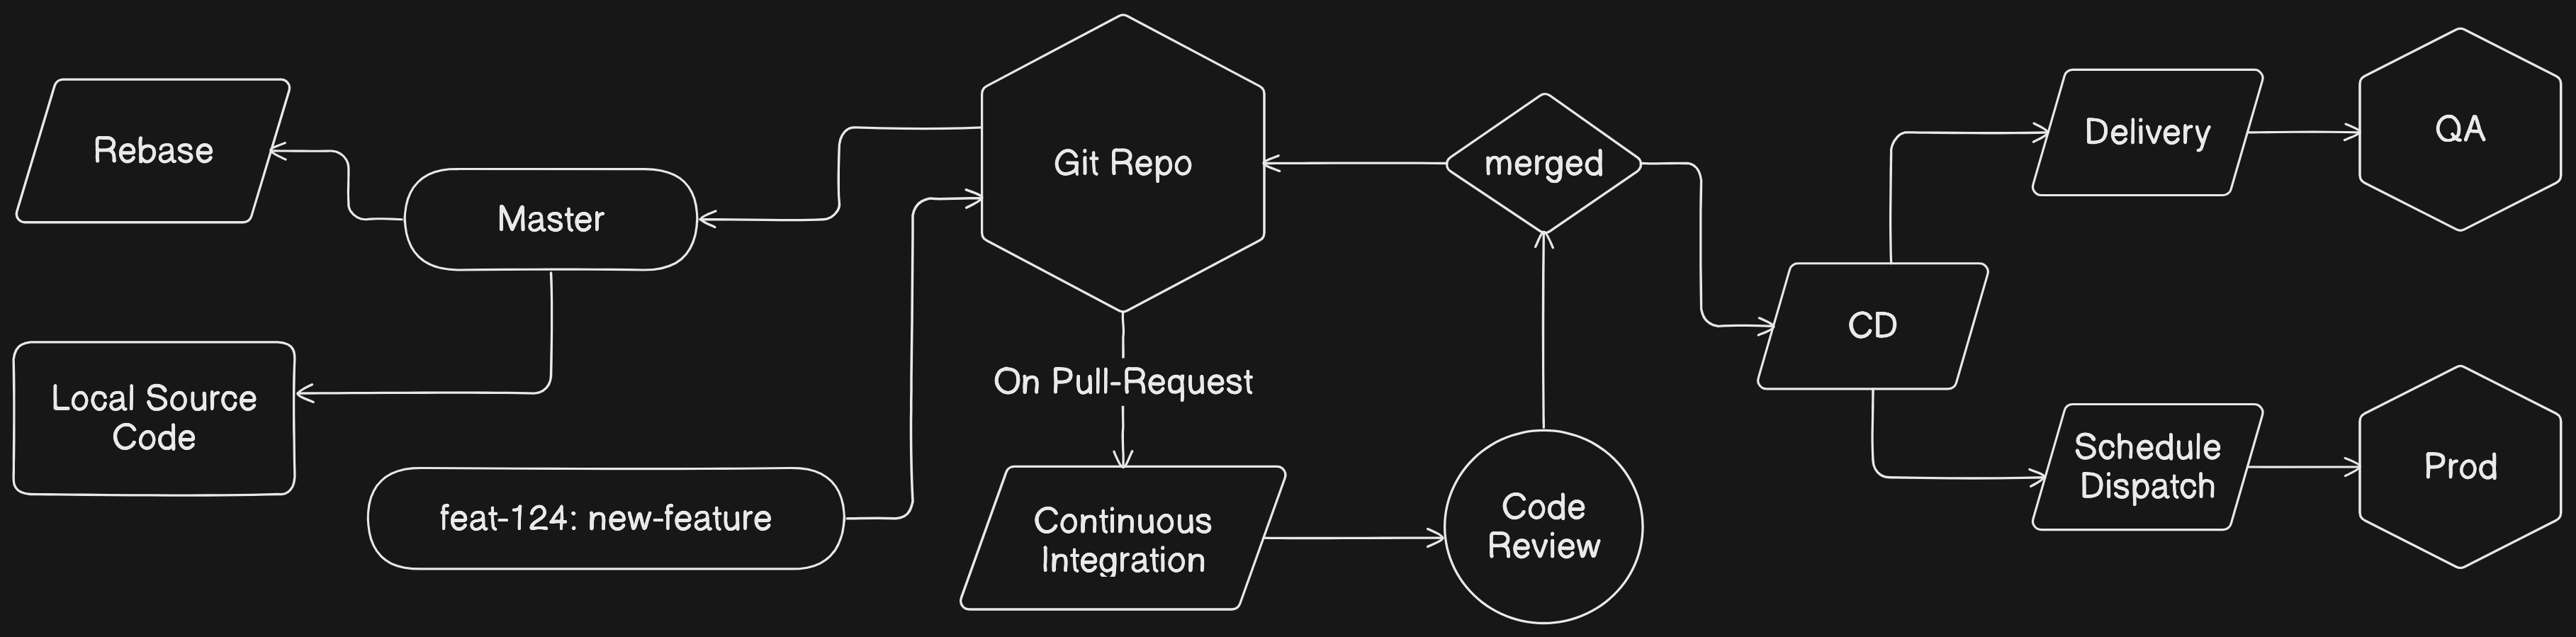 Rebase
Master
Git Repo
merged
Delivery
QA
CD
Local Source
Code
On Pull-Request
feat-124: new-feature
Continuous
Integration
Code
Review
Schedule
Dispatch
Prod